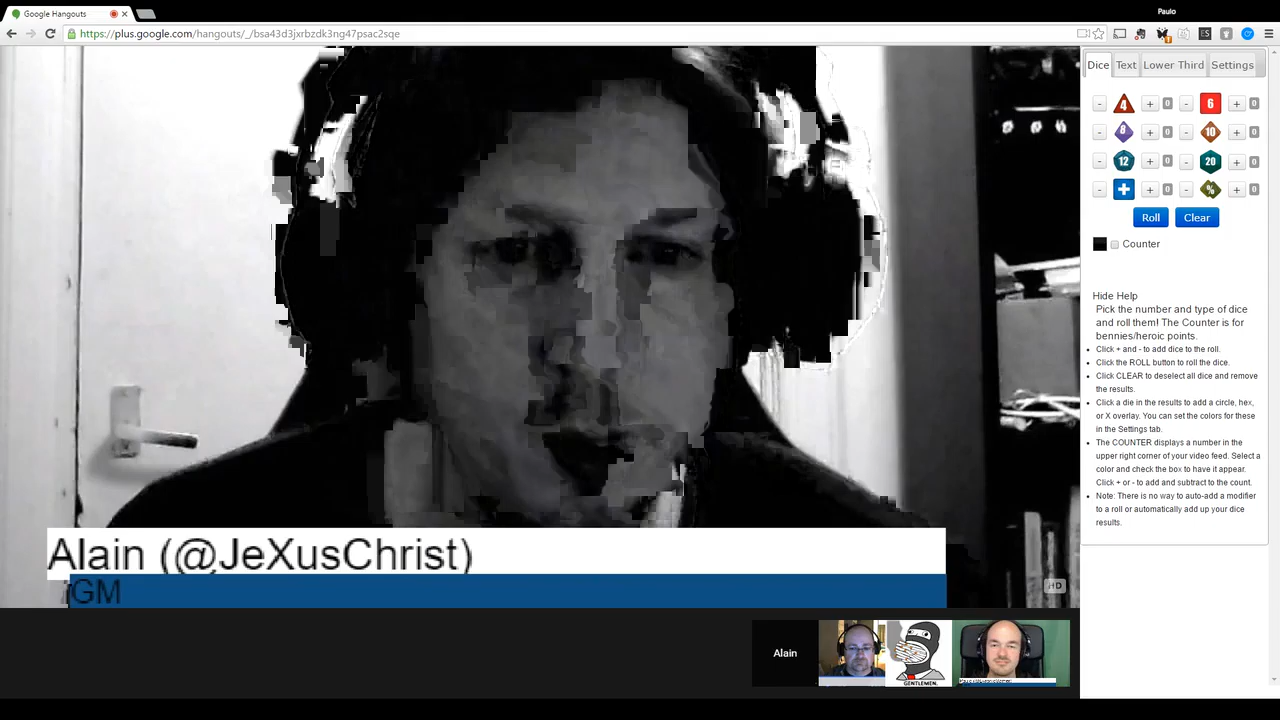 Paulo
Google Hangouts
https://plus.google.com/hangouts/_/bsa43d3jxrbzdk3ng47psac2sqe
ES
Dice Text Lower Third Settings
- 4 + 0 - 6 + 0
- 8 + 0 - 10 + 0
- 12 + 0 - 20 + 0
- + + 0 - % + 0
Roll Clear
Counter
Hide Help
Pick the number and type of dice
and roll them! The Counter is for
bennies/heroic points.
Click + and - to add dice to the roll.
Click the ROLL button to roll the dice.
Click CLEAR to deselect all dice and remove
the results.
Click a die in the results to add a circle, hex,
or X overlay. You can set the colors for these
in the Settings tab.
The COUNTER displays a number in the
upper right corner of your video feed. Select a
color and check the box to have it appear.
Click + or - to add and subtract to the count.
Note: There is no way to auto-add a modifier
to a roll or automatically add up your dice
results.
Alain (@JeXusChrist)
GM
HD
Alain
GENTLEMEN.